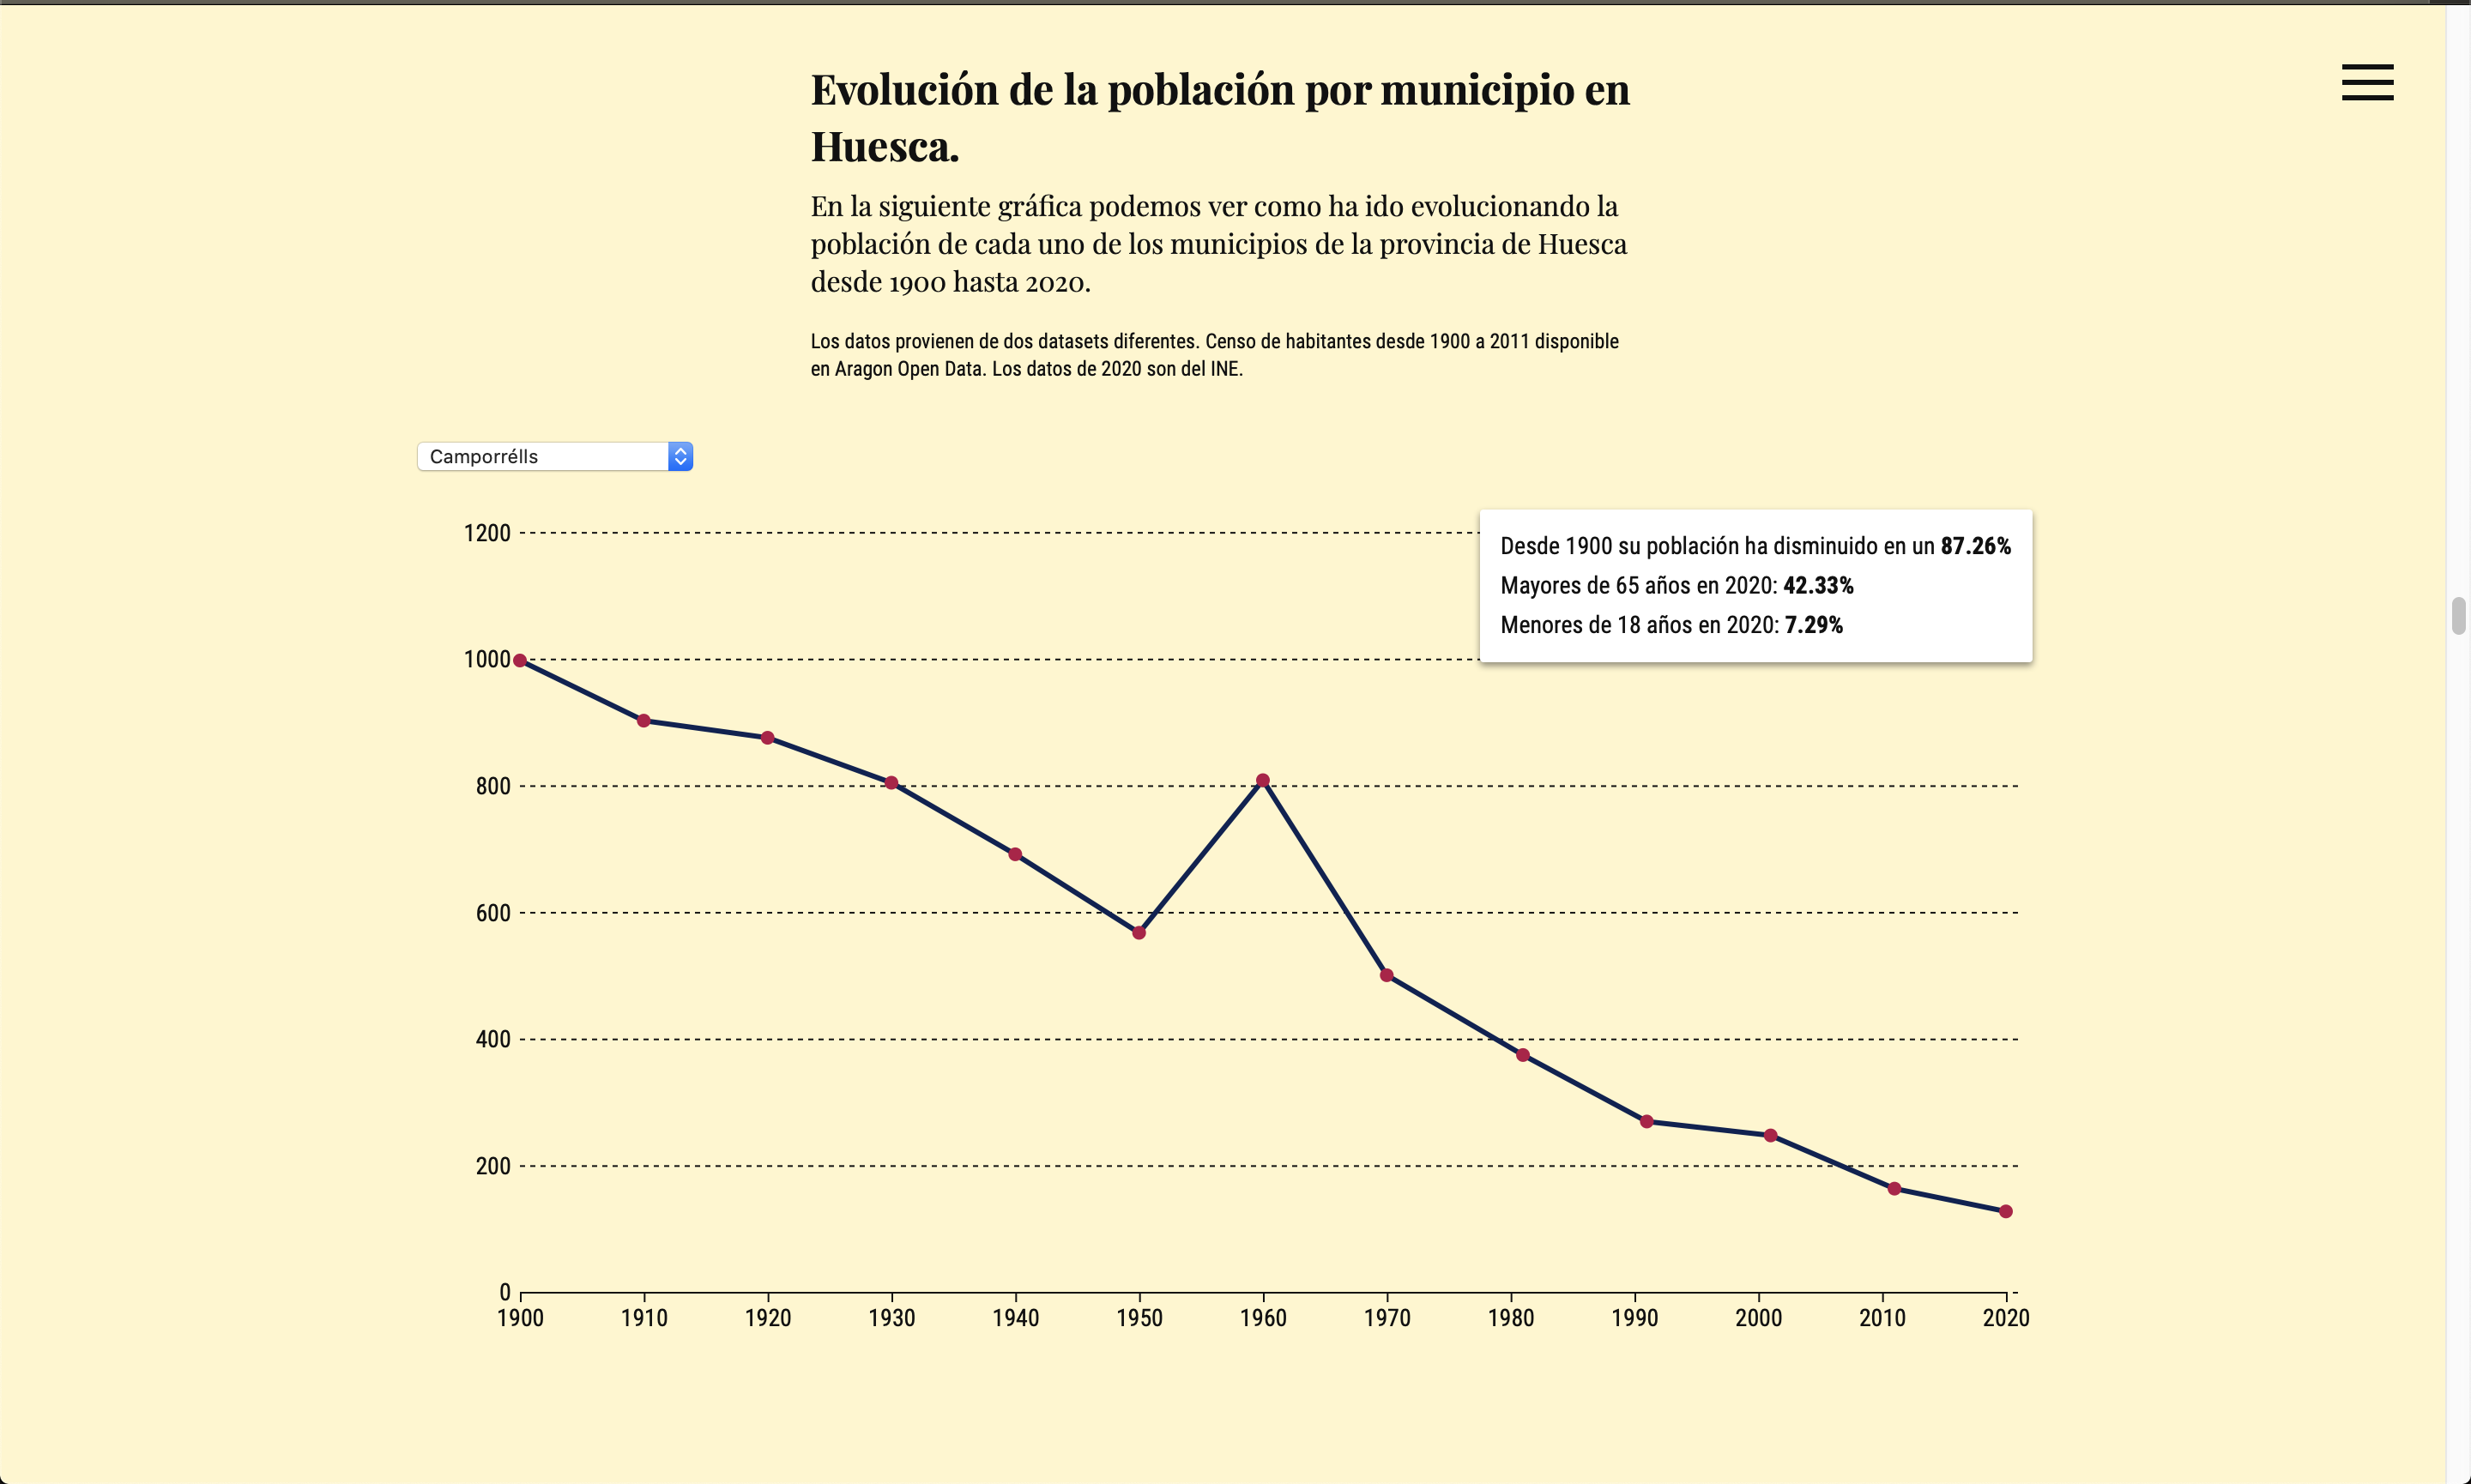 Evolución de la población por municipio en
Huesca.
En la siguiente gráfica podemos ver como ha ido evolucionando la
población de cada uno de los municipios de la provincia de Huesca
desde 1900 hasta 2020.
Los datos provienen de dos datasets diferentes. Censo de habitantes desde 1900 a 2011 disponible
en Aragon Open Data. Los datos de 2020 son del INE.
Camporrélls
Desde 1900 su población ha disminuido en un 87.26%
Mayores de 65 años en 2020: 42.33%
Menores de 18 años en 2020: 7.29%
1200
1000
800
600
400
200
0
1900 1910 1920 1930 1940 1950 1960 1970 1980 1990 2000 2010 2020